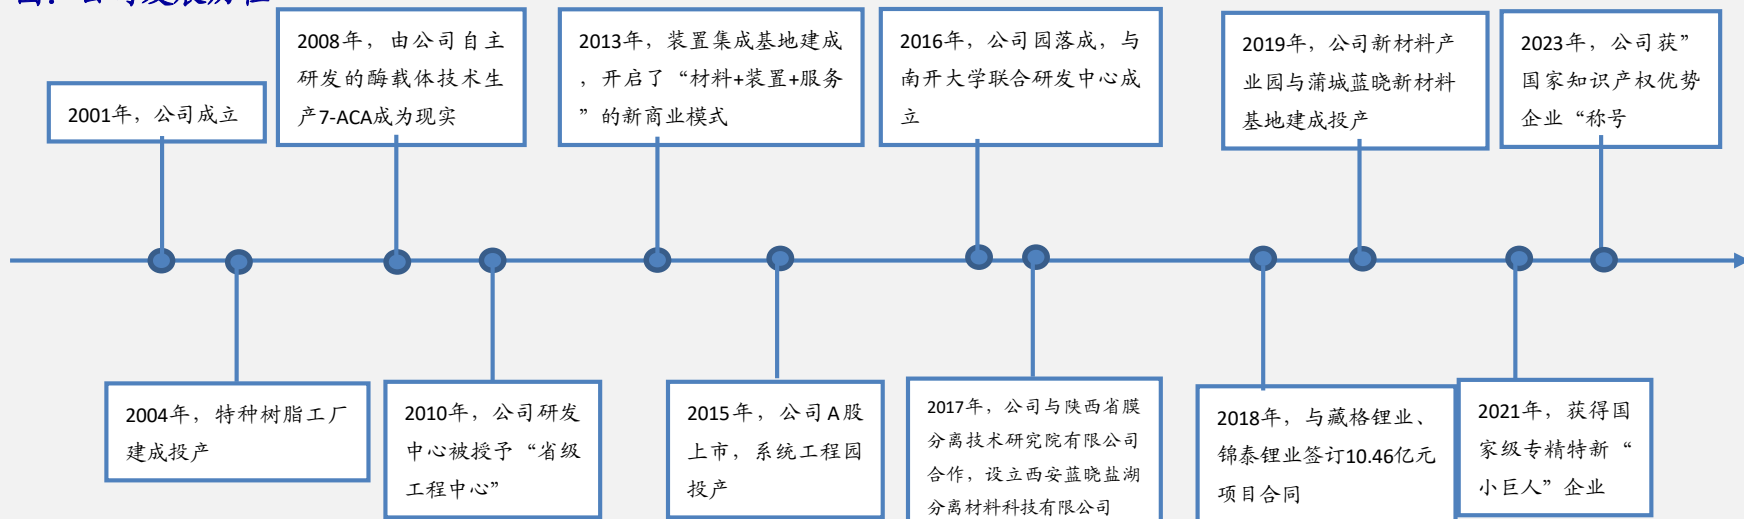 图：公司发展历程
2001年，公司成立
2008年，由公司自主
研发的酶载体技术生
产7-ACA成为现实
2013年，装置集成基地建成
，开启了“材料+装置+服务
”的新商业模式
2016年，公司园落成，与
南开大学联合研发中心成
立
2019年，公司新材料产
业园与蒲城蓝晓新材料
基地建成投产
2023年，公司获”
国家知识产权优势
企业“称号
2004年，特种树脂工厂
建成投产
2010年，公司研发
中心被授予“省级
工程中心”
2015年，公司A股
上市，系统工程园
投产
2017年，公司与陕西省膜
分离技术研究院有限公司
合作，设立西安蓝晓盐湖
分离材料科技有限公司
2018年，与藏格锂业、
锦泰锂业签订10.46亿元
项目合同
2021年，获得国
家级专精特新“
小巨人”企业